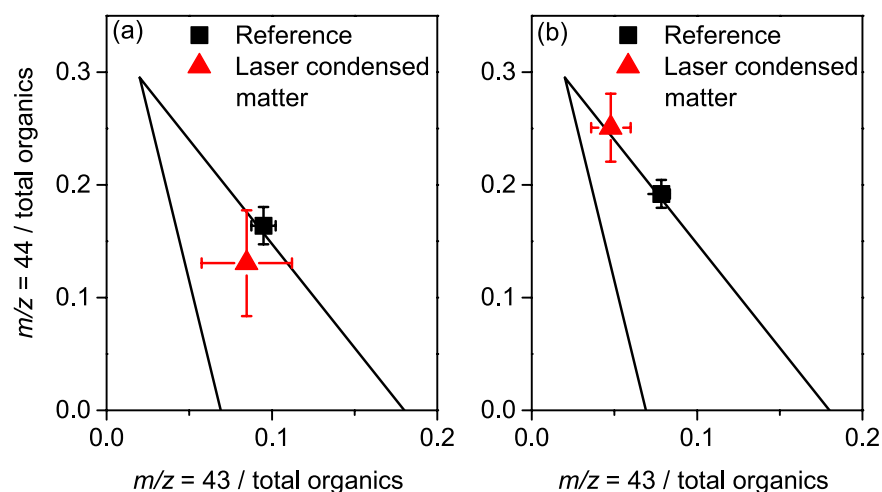 (a)
Reference
Laser condensed
matter
(b)
Reference
Laser condensed
matter
m/z = 44 / total organics
0.3
0.2
0.1
0.0
0.0
0.1
0.2
m/z = 43 / total organics
0.3
0.2
0.1
0.0
0.0
0.1
0.2
m/z = 43 / total organics